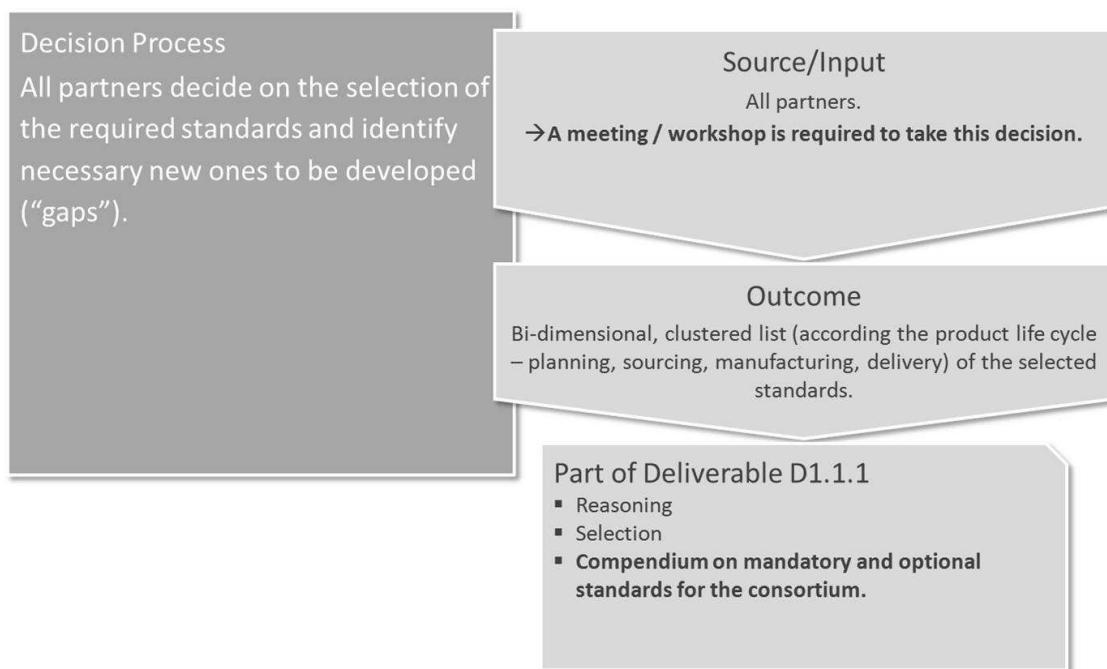 Decision Process
All partners decide on the selection of
the required standards and identify
necessary new ones to be developed
(“gaps”).
Source/Input
All partners.
→A meeting / workshop is required to take this decision.
Outcome
Bi-dimensional, clustered list (according the product life cycle
– planning, sourcing, manufacturing, delivery) of the selected
standards.
Part of Deliverable D1.1.1
▪ Reasoning
▪ Selection
▪ Compendium on mandatory and optional
standards for the consortium.